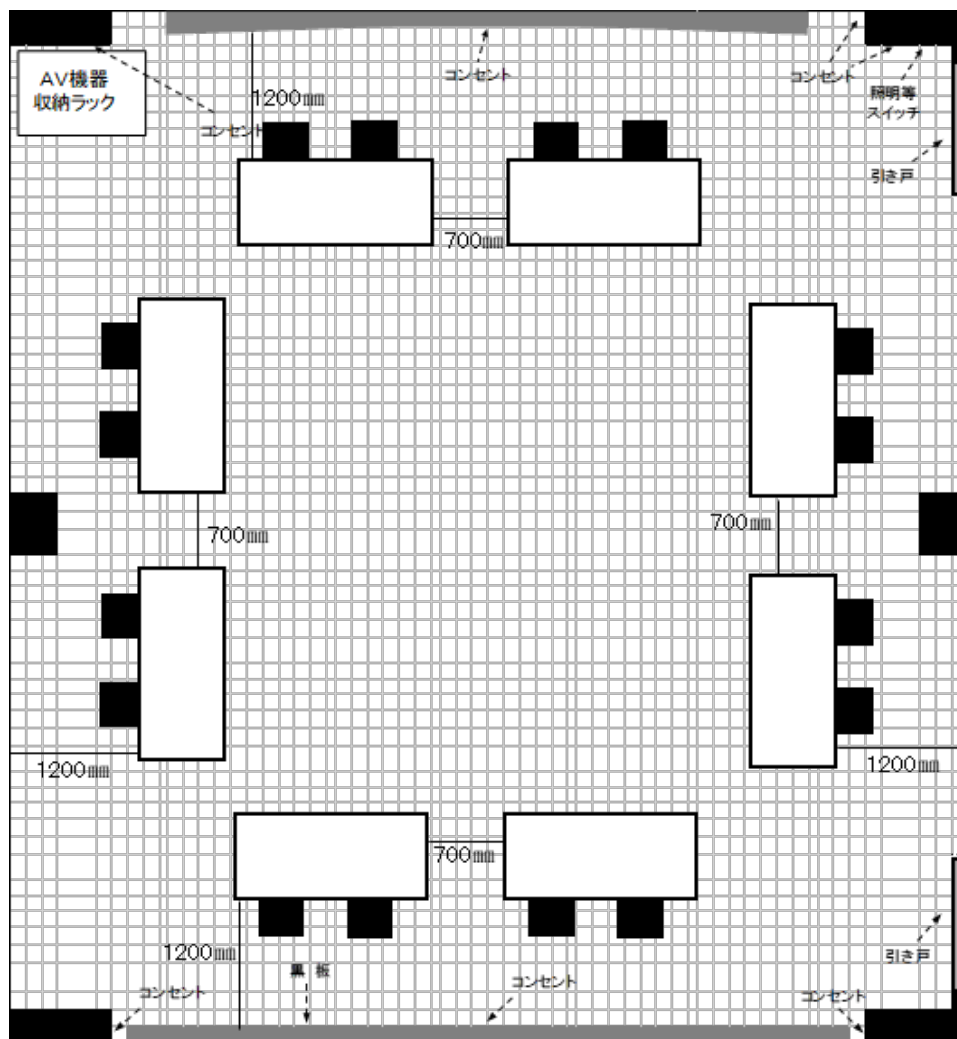 AV機器
収納ラック
コンセント
コンセント
照明等
スイッチ
1200㎜
コンセント
引き戸
700㎜
700㎜
700㎜
1200㎜
1200㎜
700㎜
1200㎜
黒 板
引き戸
コンセント
コンセント
コンセント